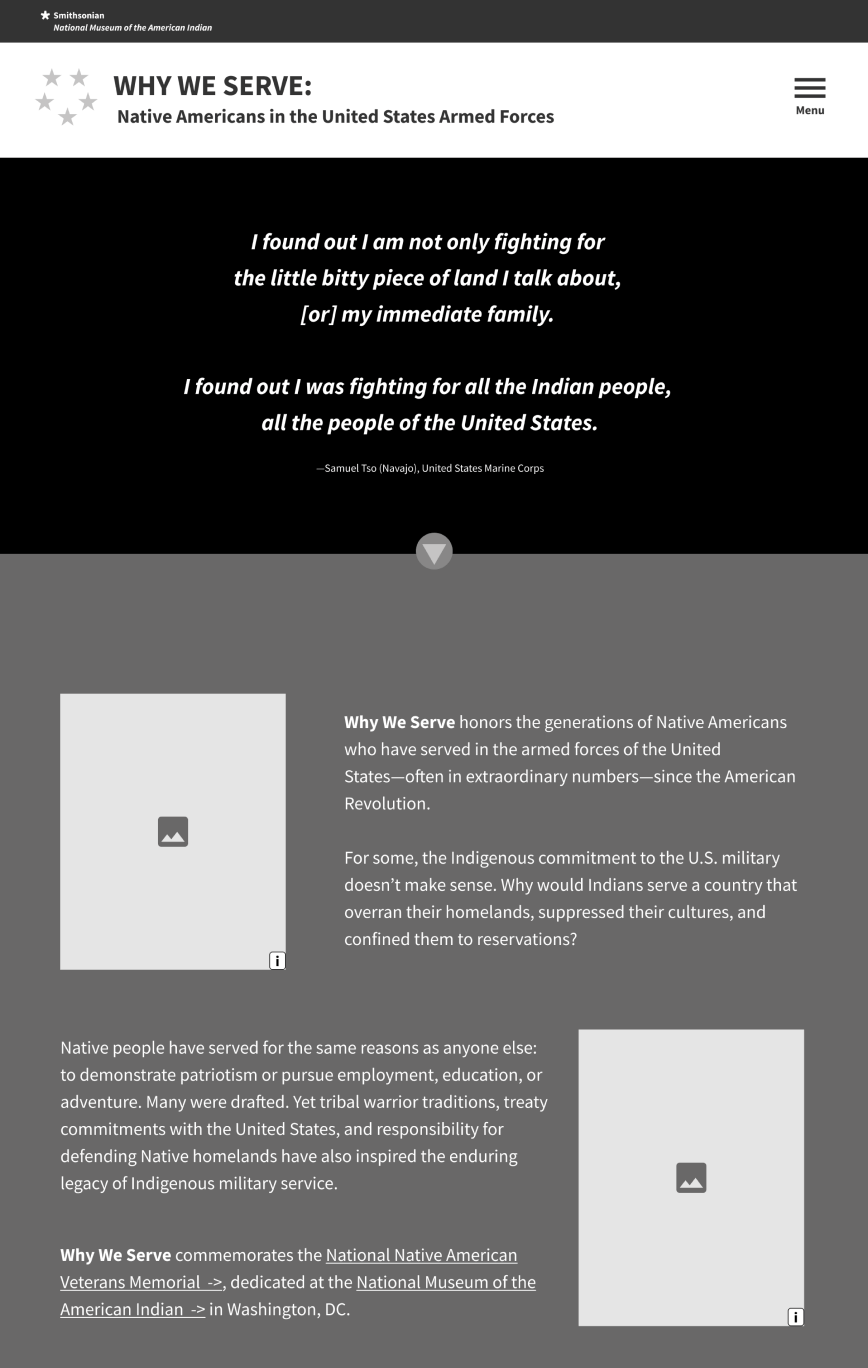 Smithsonian
National Museum of the American Indian
WHY WE SERVE:
Native Americans in the United States Armed Forces
Menu
I found out I am not only fighting for
the little bitty piece of land I talk about,
[or] my immediate family.
I found out I was fighting for all the Indian people,
all the people of the United States.
—Samuel Tso (Navajo), United States Marine Corps
Why We Serve honors the generations of Native Americans
who have served in the armed forces of the United
States—often in extraordinary numbers—since the American
Revolution.
For some, the Indigenous commitment to the U.S. military
doesn’t make sense. Why would Indians serve a country that
overran their homelands, suppressed their cultures, and
confined them to reservations?
i
Native people have served for the same reasons as anyone else:
to demonstrate patriotism or pursue employment, education, or
adventure. Many were drafted. Yet tribal warrior traditions, treaty
commitments with the United States, and responsibility for
defending Native homelands have also inspired the enduring
legacy of Indigenous military service.
Why We Serve commemorates the National Native American
Veterans Memorial  ->, dedicated at the National Museum of the
American Indian  -> in Washington, DC.
i